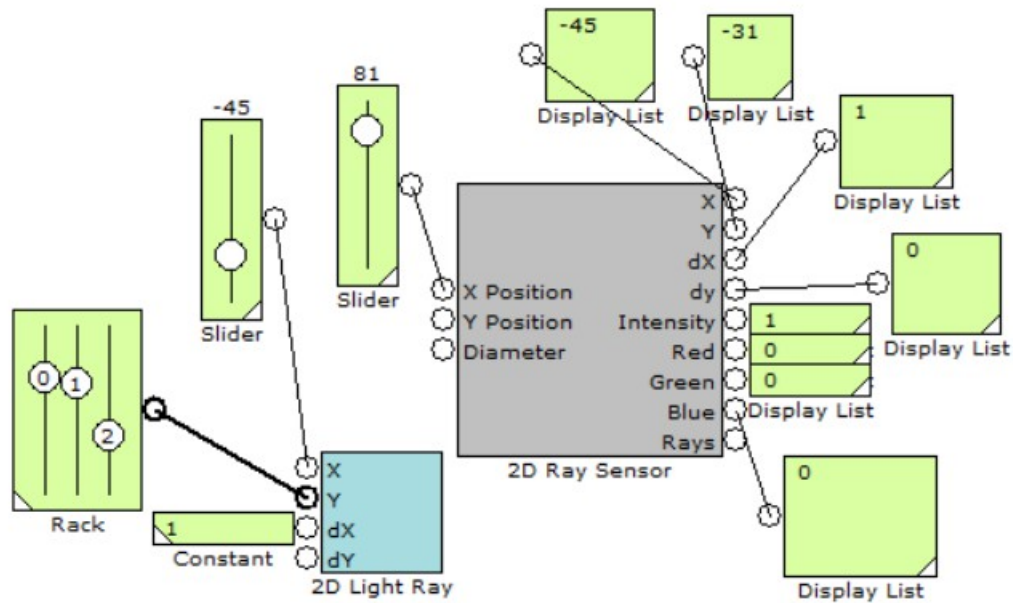 -45
-31
81
Display List
Display List
-45
1
Display List
X
Y
dX
0
Slider
X Position
dy
Slider
Y Position
Intensity
1
Display List
Diameter
Red
0
0
1
Green
0
Display List
2
Blue
Rays
X
2D Ray Sensor
0
Y
Rack
1
dX
Constant
dY
2D Light Ray
Display List